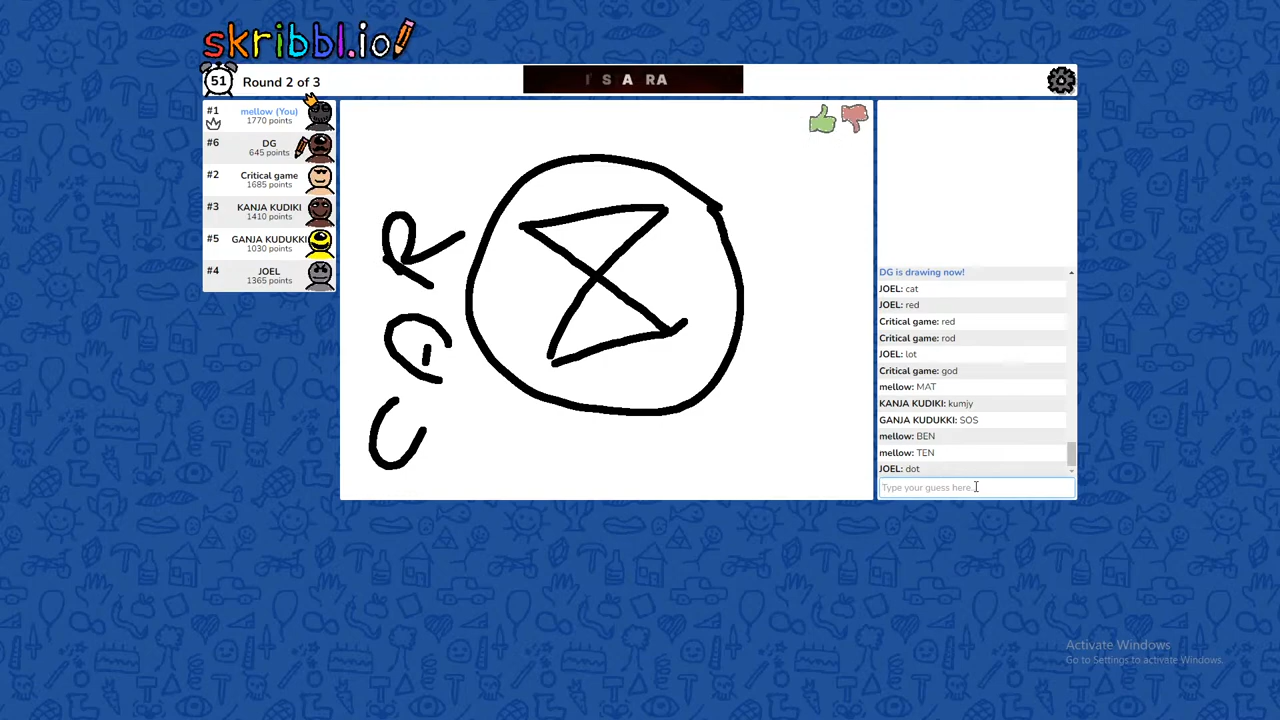 skribbl.io
51
Round 2 of 3
I' S A RA
#1
mellow (You)
1770 points
#6
DG
645 points
#2
Critical game
1685 points
#3
KANJA KUDIKI
1410 points
#5
GANJA KUDUKKI
1030 points
#4
JOEL
1365 points
CAR
DG is drawing now!
JOEL: cat
JOEL: red
Critical game: red
Critical game: rod
JOEL: lot
Critical game: god
mellow: MAT
KANJA KUDIKI: kumjy
GANJA KUDUKKI: SOS
mellow: BEN
mellow: TEN
JOEL: dot
Type your guess here...
Activate Windows
Go to Settings to activate Windows.